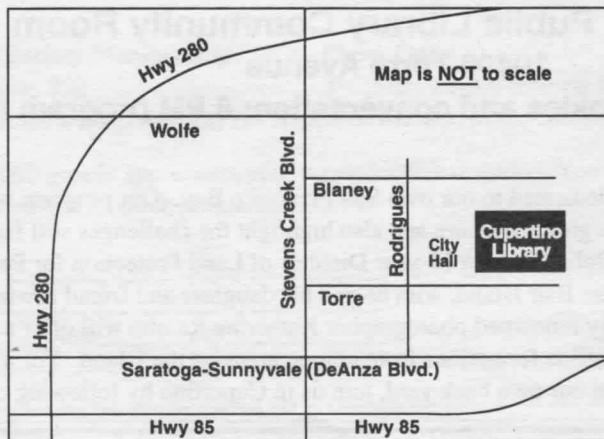 Hwy 280
Map is NOT to scale
Wolfe
Stevens Creek Blvd.
Blaney
Rodrigues
City
Hall
Cupertino
Library
Hwy 280
Torre
Saratoga-Sunnyvale (DeAnza Blvd.)
Hwy 85
Hwy 85